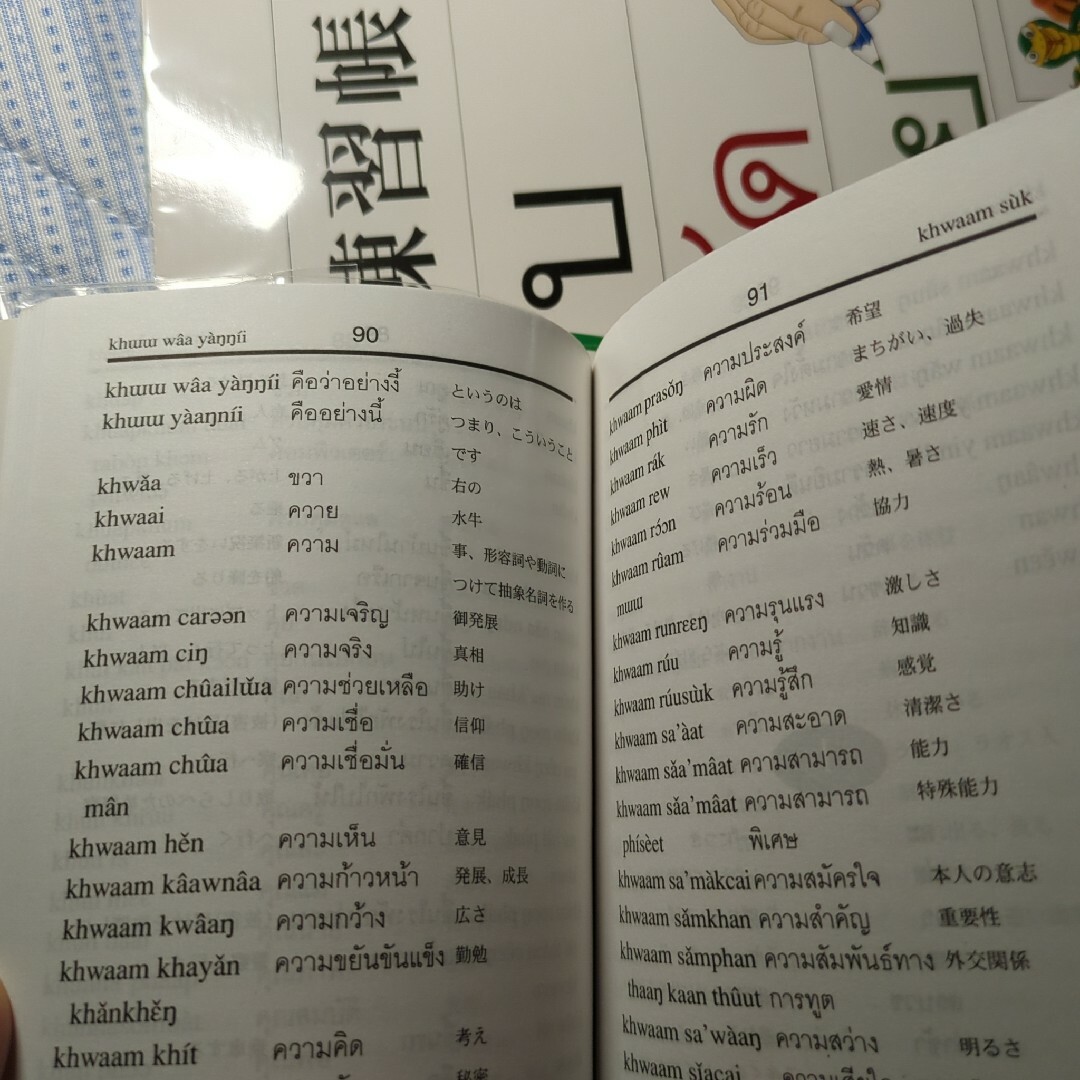 習帳
บ
ด
khɯɯ wâa yàŋŋíi 90
khɯɯ wâa yàŋŋíi คือว่าอย่างงี้ というのは
khɯɯ yàaŋníi คืออย่างนี้ つまり、こういうこと
です
khwǎa ขวา 右の
khwaai ควาย 水牛
khwaam ความ 事、形容詞や動詞に
つけて抽象名詞を作る
khwaam carəən ความเจริญ 御発展
khwaam ciŋ ความจริง 真相
khwaam chûailɯ̌a ความช่วยเหลือ 助け
khwaam chɯ̂a ความเชื่อ 信仰
khwaam chɯ̂a ความเชื่อมั่น 確信
mân
khwaam hěn ความเห็น 意見
khwaam kâawnâa ความก้าวหน้า 発展、成長
khwaam kwâaŋ ความกว้าง 広さ
khwaam khayǎn ความขยันขันแข็ง 勤勉
khǎnkhɛ̌ŋ
khwaam khít ความคิด 考え
秘密
91 khwaam sùk
khwaam prasǒŋ ความประสงค์ 希望
khwaam phìt ความผิด まちがい、過失
khwaam rák ความรัก 愛情
khwaam rew ความเร็ว 速さ、速度
khwaam rɔ́ɔn ความร้อน 熱、暑さ
khwaam rûam ความร่วมมือ 協力
mɯɯ
khwaam runrɛɛŋ ความรุนแรง 激しさ
khwaam rúu ความรู้ 知識
khwaam rúusùk ความรู้สึก 感覚
khwaam sa'àat ความสะอาด 清潔さ
khwaam sǎa'mâat ความสามารถ 能力
khwaam sǎa'mâat ความสามารถ 特殊能力
phísèet พิเศษ
khwaam sa'màkcai ความสมัครใจ 本人の意志
khwaam sǎmkhan ความสำคัญ 重要性
khwaam sǎmphan ความสัมพันธ์ทาง 外交関係
thaaŋ kaan thûut การทูต
khwaam sa'wàaŋ ความสว่าง 明るさ
khwaam sǐacai